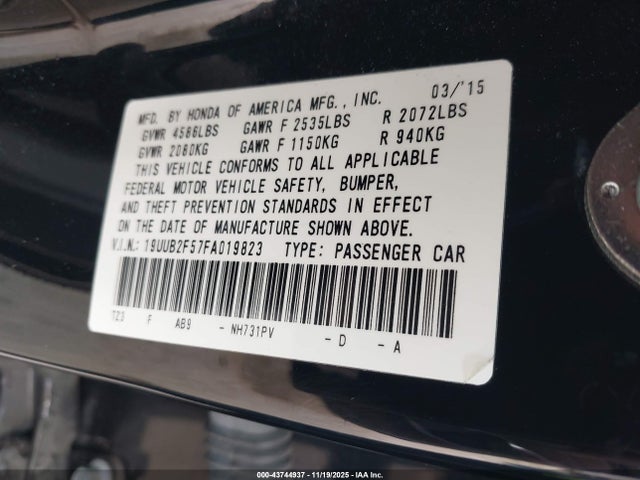 MFD. BY HONDA OF AMERICA MFG., INC. 03/'15
GVWR 4586LBS GAWR F 2535LBS R 2072LBS
GVWR 2080KG GAWR F 1150KG R 940KG
THIS VEHICLE CONFORMS TO ALL APPLICABLE
FEDERAL MOTOR VEHICLE SAFETY, BUMPER,
AND THEFT PREVENTION STANDARDS IN EFFECT
ON THE DATE OF MANUFACTURE SHOWN ABOVE.
V.I.N.: 19UUB2F57FA019823 TYPE: PASSENGER CAR
TZ3 F AB9 - NH731PV - D - A
000-43744937 - 11/19/2025 - IAA Inc.